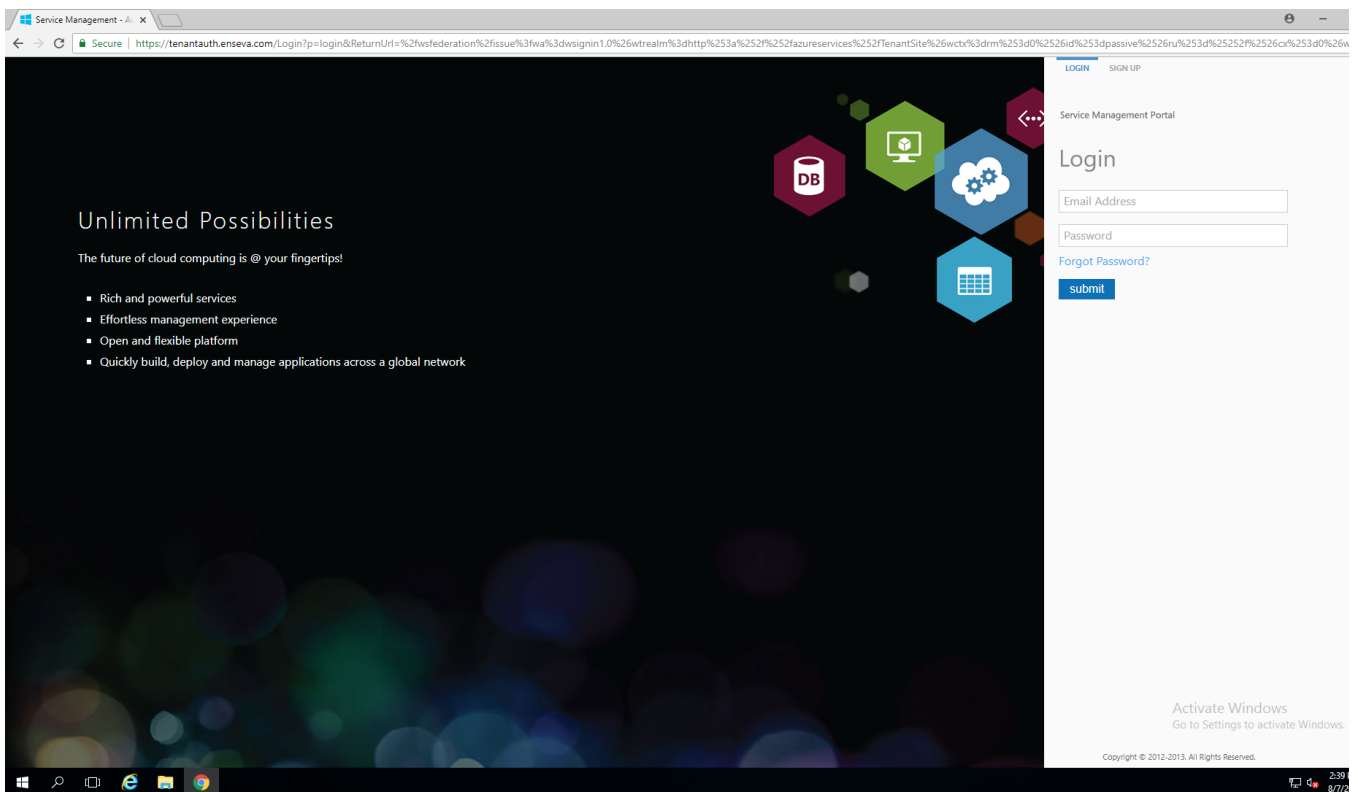 Service Management - A
Secure
https://tenantauth.enseva.com/Login?p=login&ReturnUrl=%2fwsfederation%2fissue%3fwa%3dwsignin1.0%26wtrealm%3dhttp%253a%252f%252fazureservices%252fTenantSite%26wctx%3drm%253d0%2526id%253dpassive%2526ru%253d%25252f%2526cx%253d0%26w
LOGIN SIGN UP
Service Management Portal
Login
Email Address
Password
Forgot Password?
submit
DB
Unlimited Possibilities
The future of cloud computing is @ your fingertips!
Rich and powerful services
Effortless management experience
Open and flexible platform
Quickly build, deploy and manage applications across a global network
Activate Windows
Go to Settings to activate Windows.
Copyright © 2012-2013. All Rights Reserved.
2:39
8/7/2